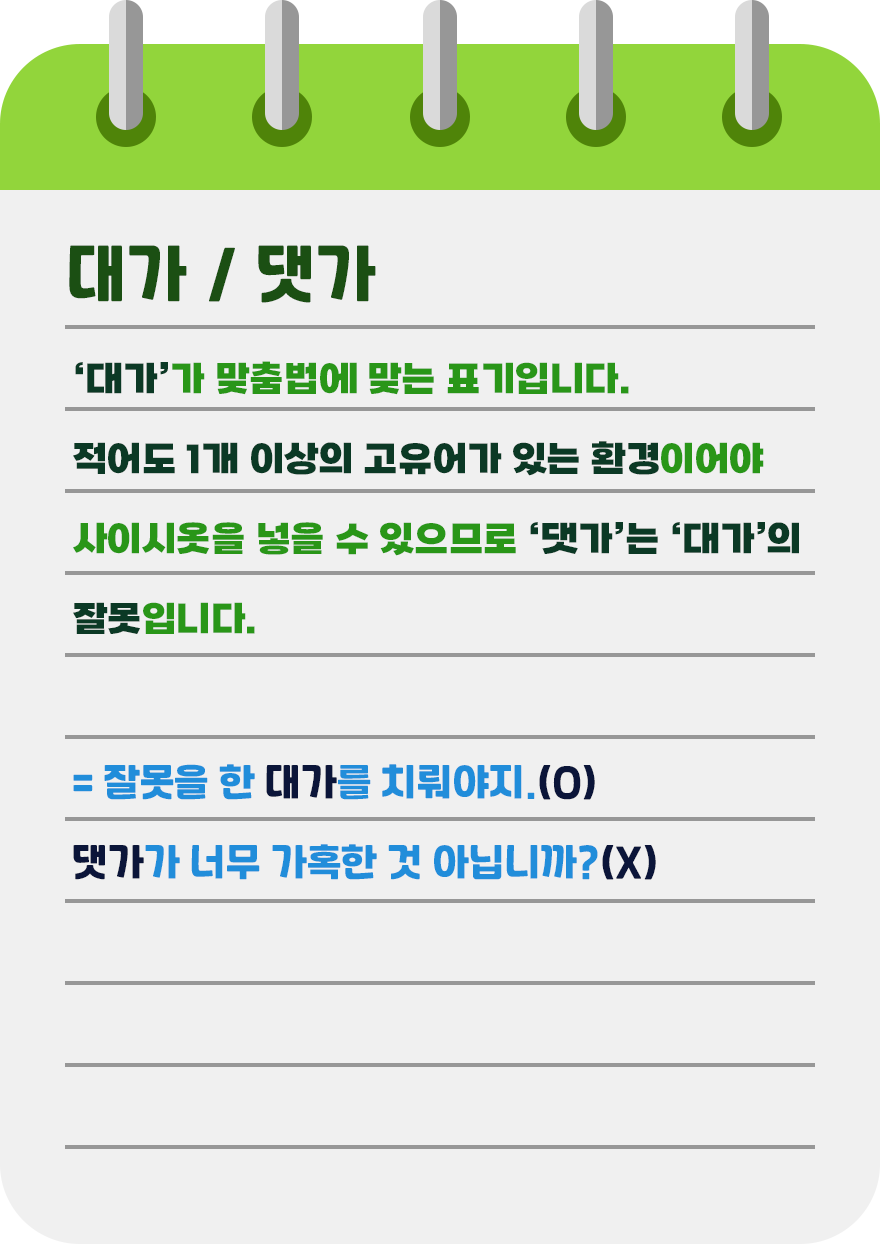 대가 / 댓가
‘대가’가 맞춤법에 맞는 표기입니다.
적어도 1개 이상의 고유어가 있는 환경이어야
사이시옷을 넣을 수 있으므로 ‘댓가’는 ‘대가’의
잘못입니다.
= 잘못을 한 대가를 치뤄야지.(O)
댓가가 너무 가혹한 것 아닙니까?(X)